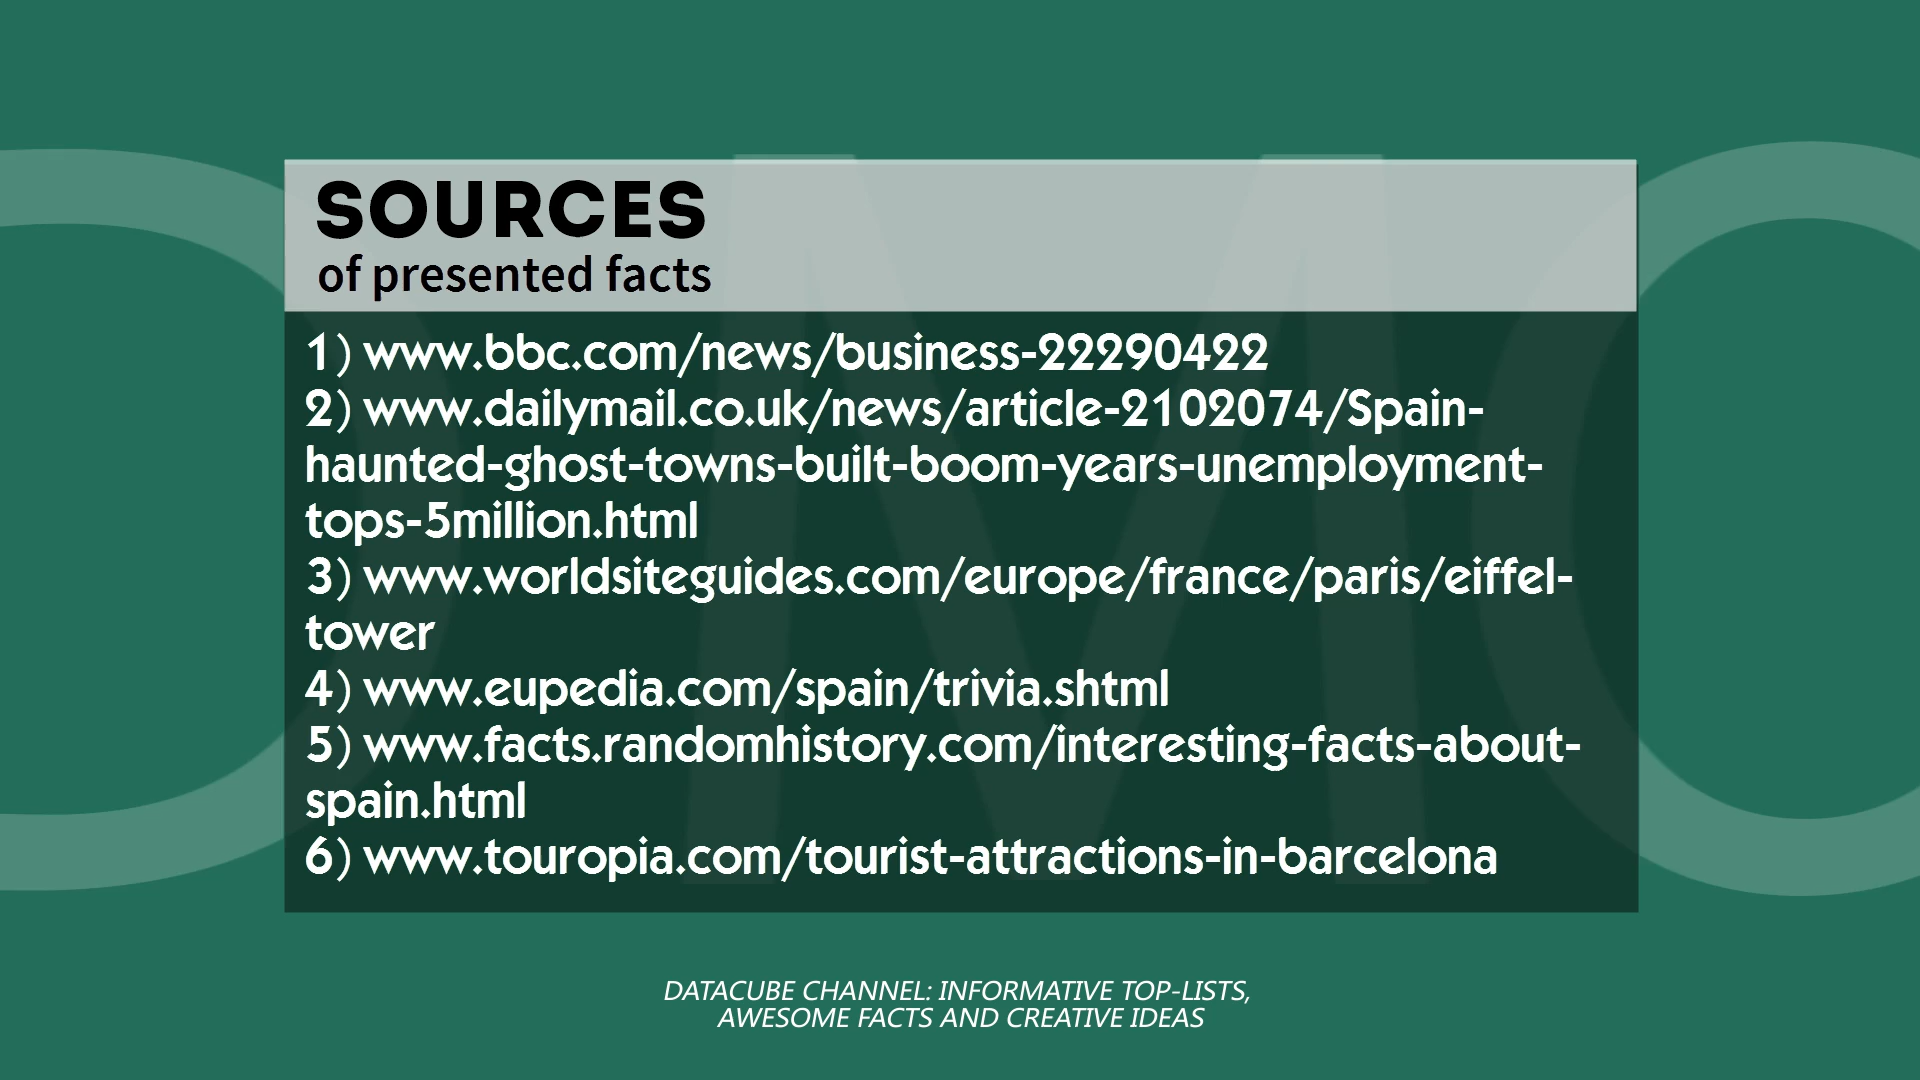 SOURCES
of presented facts
1) www.bbc.com/news/business-22290422
2) www.dailymail.co.uk/news/article-2102074/Spain-
haunted-ghost-towns-built-boom-years-unemployment-
tops-5million.html
3) www.worldsiteguides.com/europe/france/paris/eiffel-
tower
4) www.eupedia.com/spain/trivia.shtml
5) www.facts.randomhistory.com/interesting-facts-about-
spain.html
6) www.touropia.com/tourist-attractions-in-barcelona
DATACUBE CHANNEL: INFORMATIVE TOP-LISTS,
AWESOME FACTS AND CREATIVE IDEAS